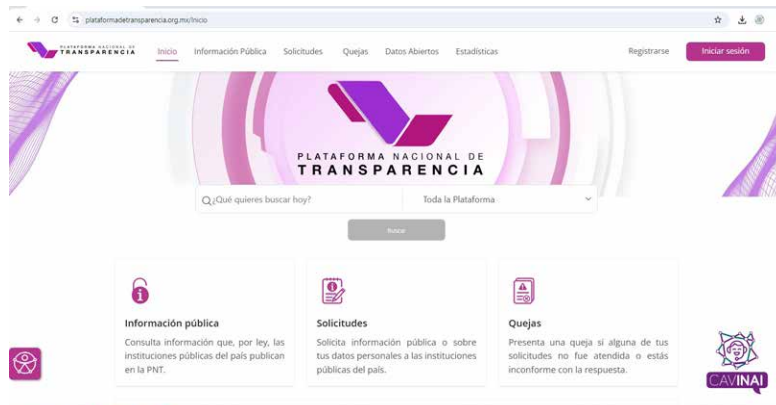 plataformadetransparencia.org.mx/Inicio
PLATAFORMA NACIONAL DE
TRANSPARENCIA
Inicio
Información Pública
Solicitudes
Quejas
Datos Abiertos
Estadísticas
Registrarse
Iniciar sesión
PLATAFORMA NACIONAL DE
TRANSPARENCIA
¿Qué quieres buscar hoy?
Toda la Plataforma
Buscar
Información pública
Consulta información que, por ley, las
instituciones públicas del país publican
en la PNT.
Solicitudes
Solicita información pública o sobre
tus datos personales a las instituciones
públicas del país.
Quejas
Presenta una queja si alguna de tus
solicitudes no fue atendida o estás
inconforme con la respuesta.
CAVINAI